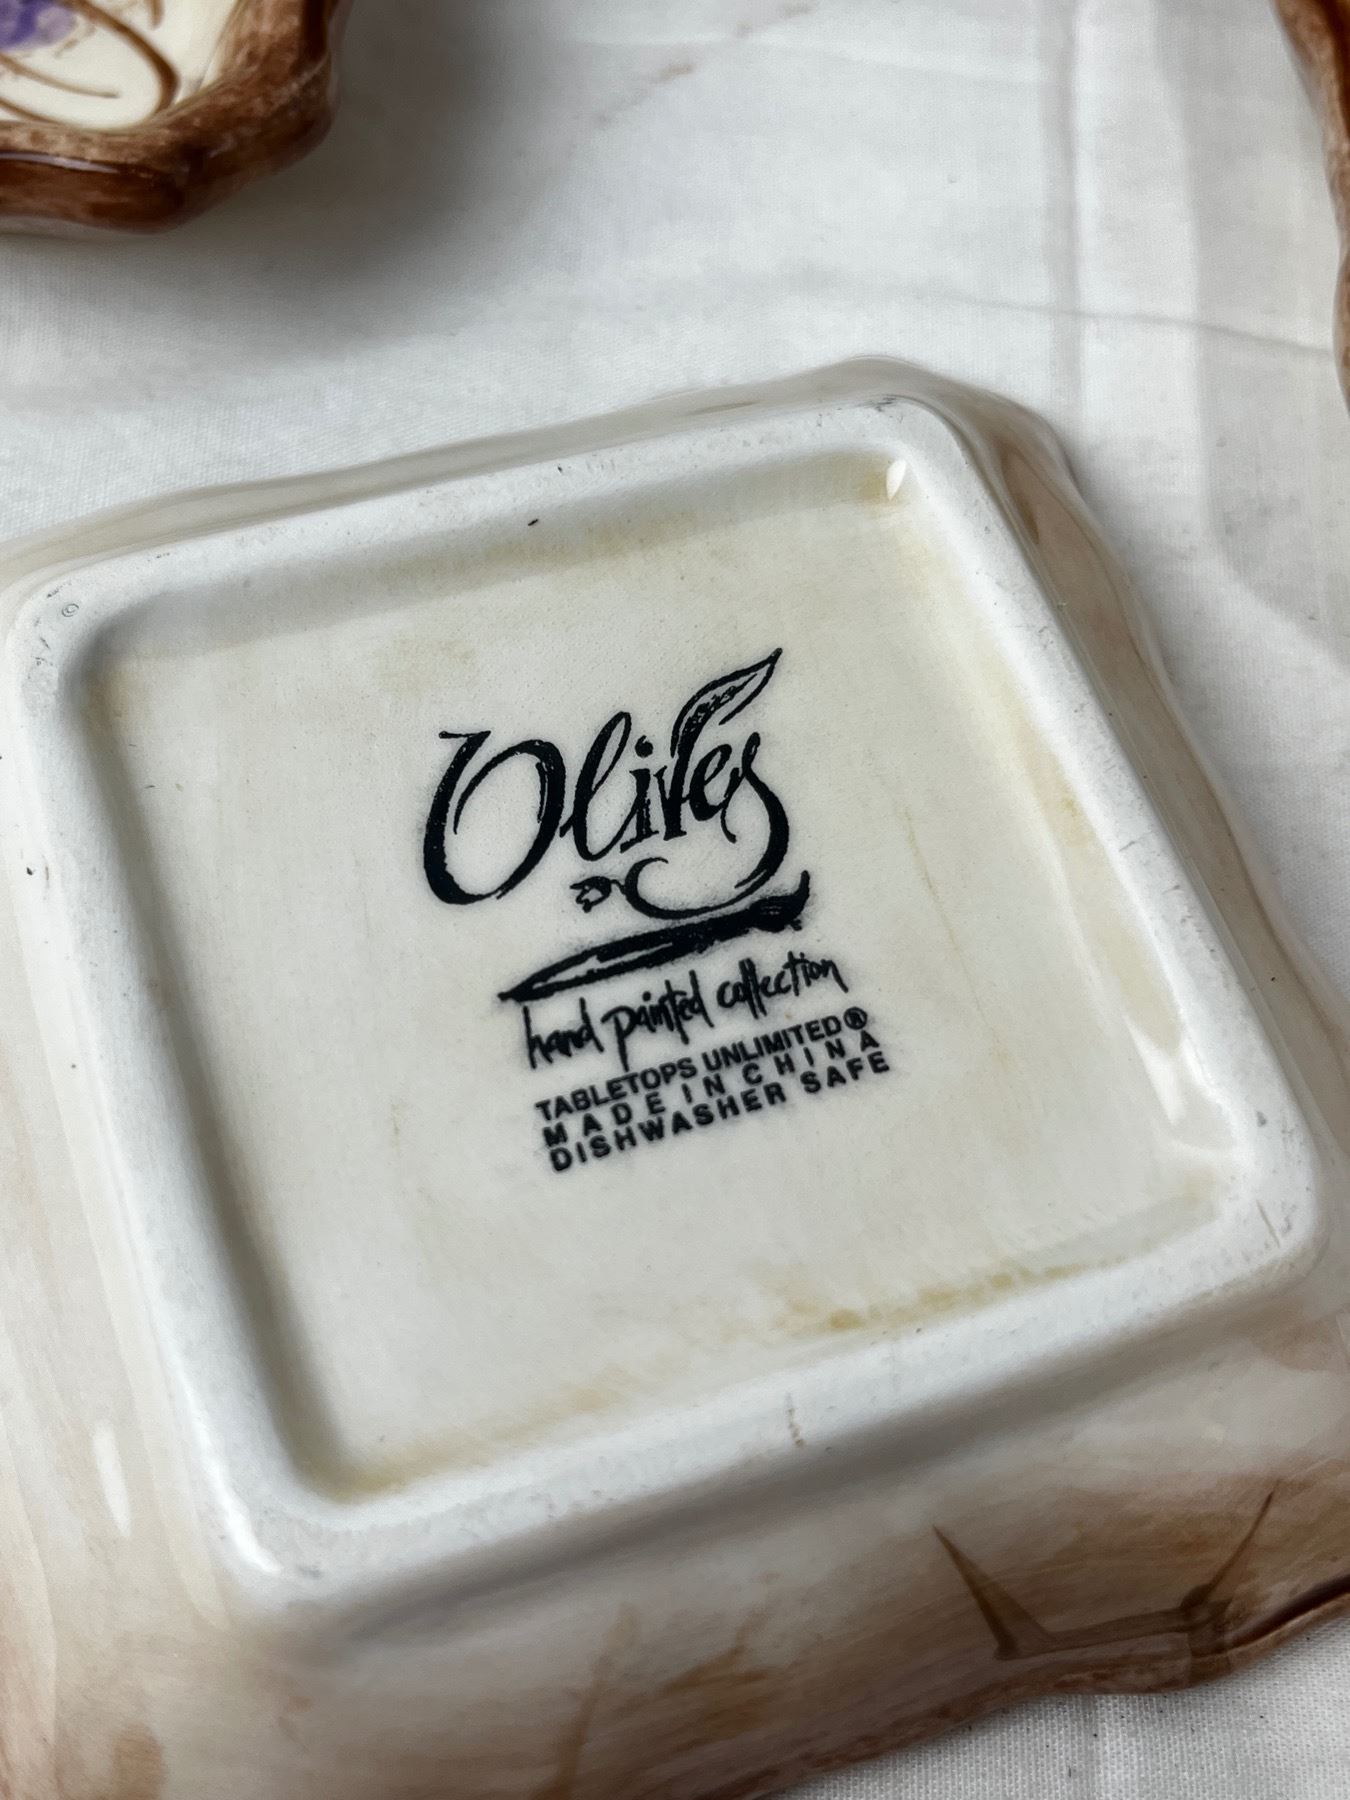 Olives
hand painted collection
TABLETOPS UNLIMITED®
MADE IN CHINA
DISHWASHER SAFE